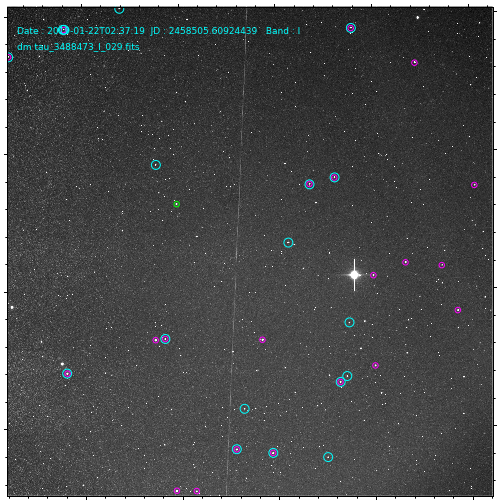 Date : 2019-01-22T02:37:19 JD : 2458505.60924439 Band : I
dm tau_3488473_I_029.fits